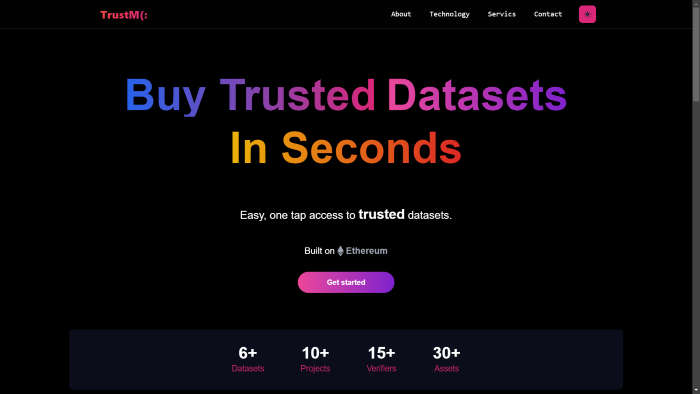 TrustM(:
About Technology Servics Contact
Buy Trusted Datasets
In Seconds
Easy, one tap access to trusted datasets.
Built on Ethereum
Get started
6+ 10+ 15+ 30+
Datasets Projects Verifiers Assets